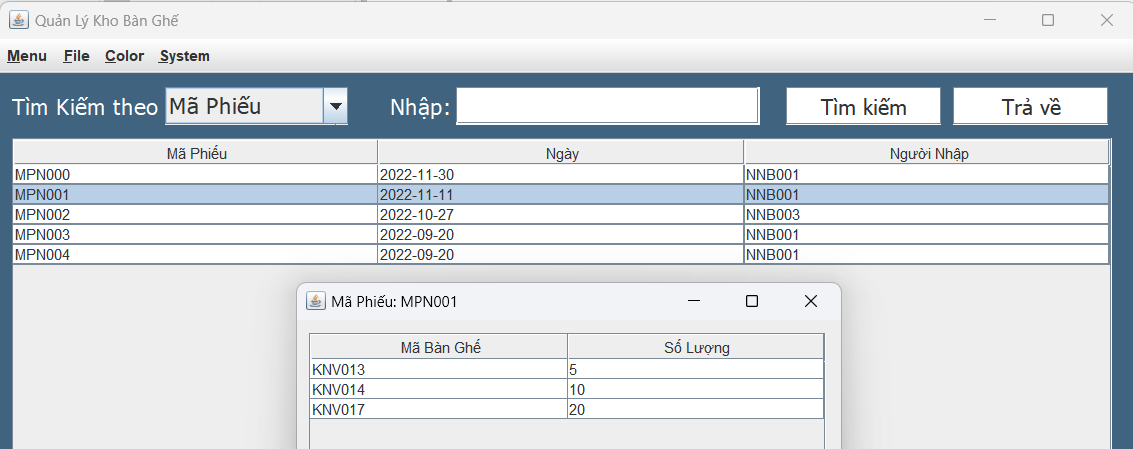 Quản Lý Kho Bàn Ghế
Menu File Color System
Tìm Kiếm theo Mã Phiếu Nhập: Tìm kiếm Trả về
Mã Phiếu Ngày Người Nhập
MPN000 2022-11-30 NNB001
MPN001 2022-11-11 NNB001
MPN002 2022-10-27 NNB003
MPN003 2022-09-20 NNB001
MPN004 2022-09-20 NNB001
Mã Phiếu: MPN001
Mã Bàn Ghế Số Lượng
KNV013 5
KNV014 10
KNV017 20